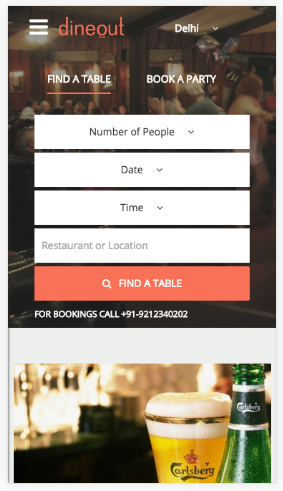 dineout
Delhi
FIND A TABLE BOOK A PARTY
Number of People
Date
Time
Restaurant or Location
FIND A TABLE
FOR BOOKINGS CALL +91-9212340202
Carlsberg
Carlsberg